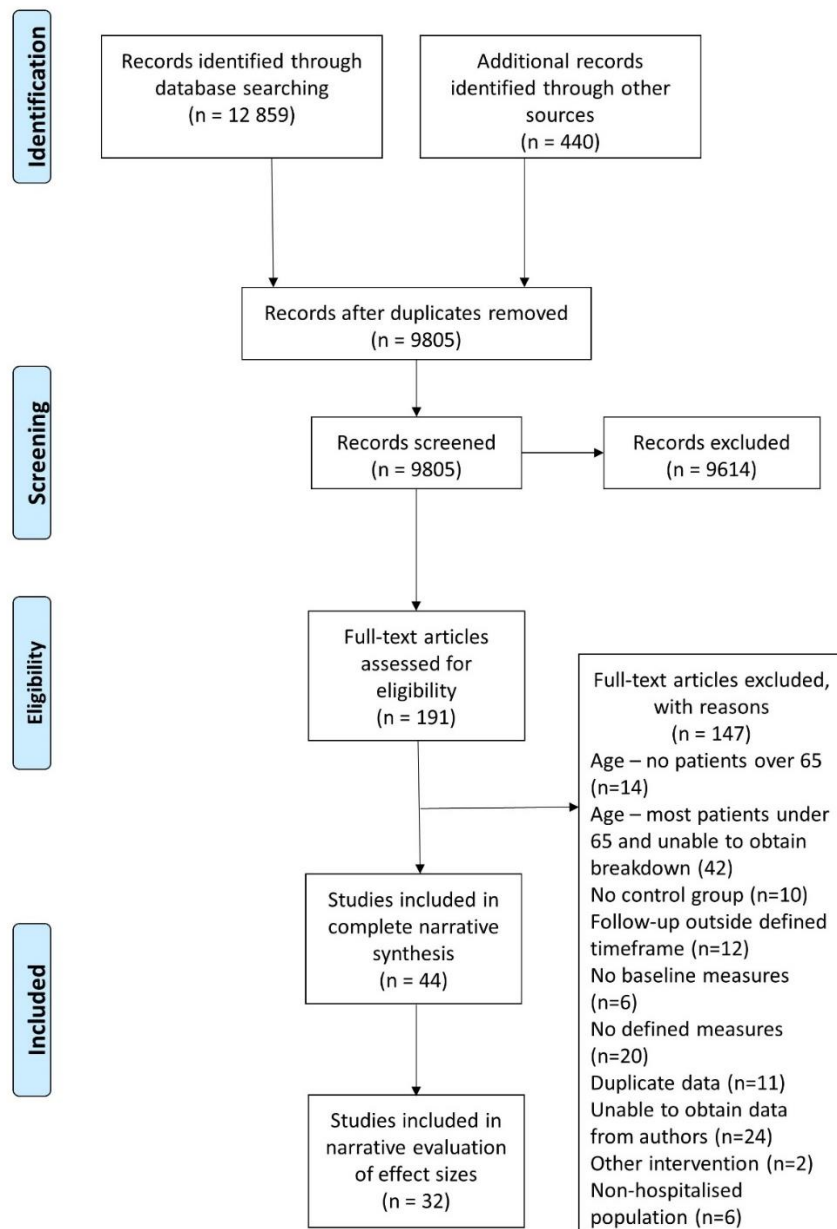 Identification
Records identified through
database searching
(n = 12 859)
Additional records
identified through other
sources
(n = 440)
Records after duplicates removed
(n = 9805)
Screening
Records screened
(n = 9805)
Records excluded
(n = 9614)
Eligibility
Full-text articles
assessed for
eligibility
(n = 191)
Full-text articles excluded,
with reasons
(n = 147)
Age – no patients over 65
(n=14)
Age – most patients under
65 and unable to obtain
breakdown (42)
No control group (n=10)
Follow-up outside defined
timeframe (n=12)
No baseline measures
(n=6)
No defined measures
(n=20)
Duplicate data (n=11)
Unable to obtain data
from authors (n=24)
Other intervention (n=2)
Non-hospitalised
population (n=6)
Included
Studies included in
complete narrative
synthesis
(n = 44)
Studies included in
narrative evaluation
of effect sizes
(n = 32)